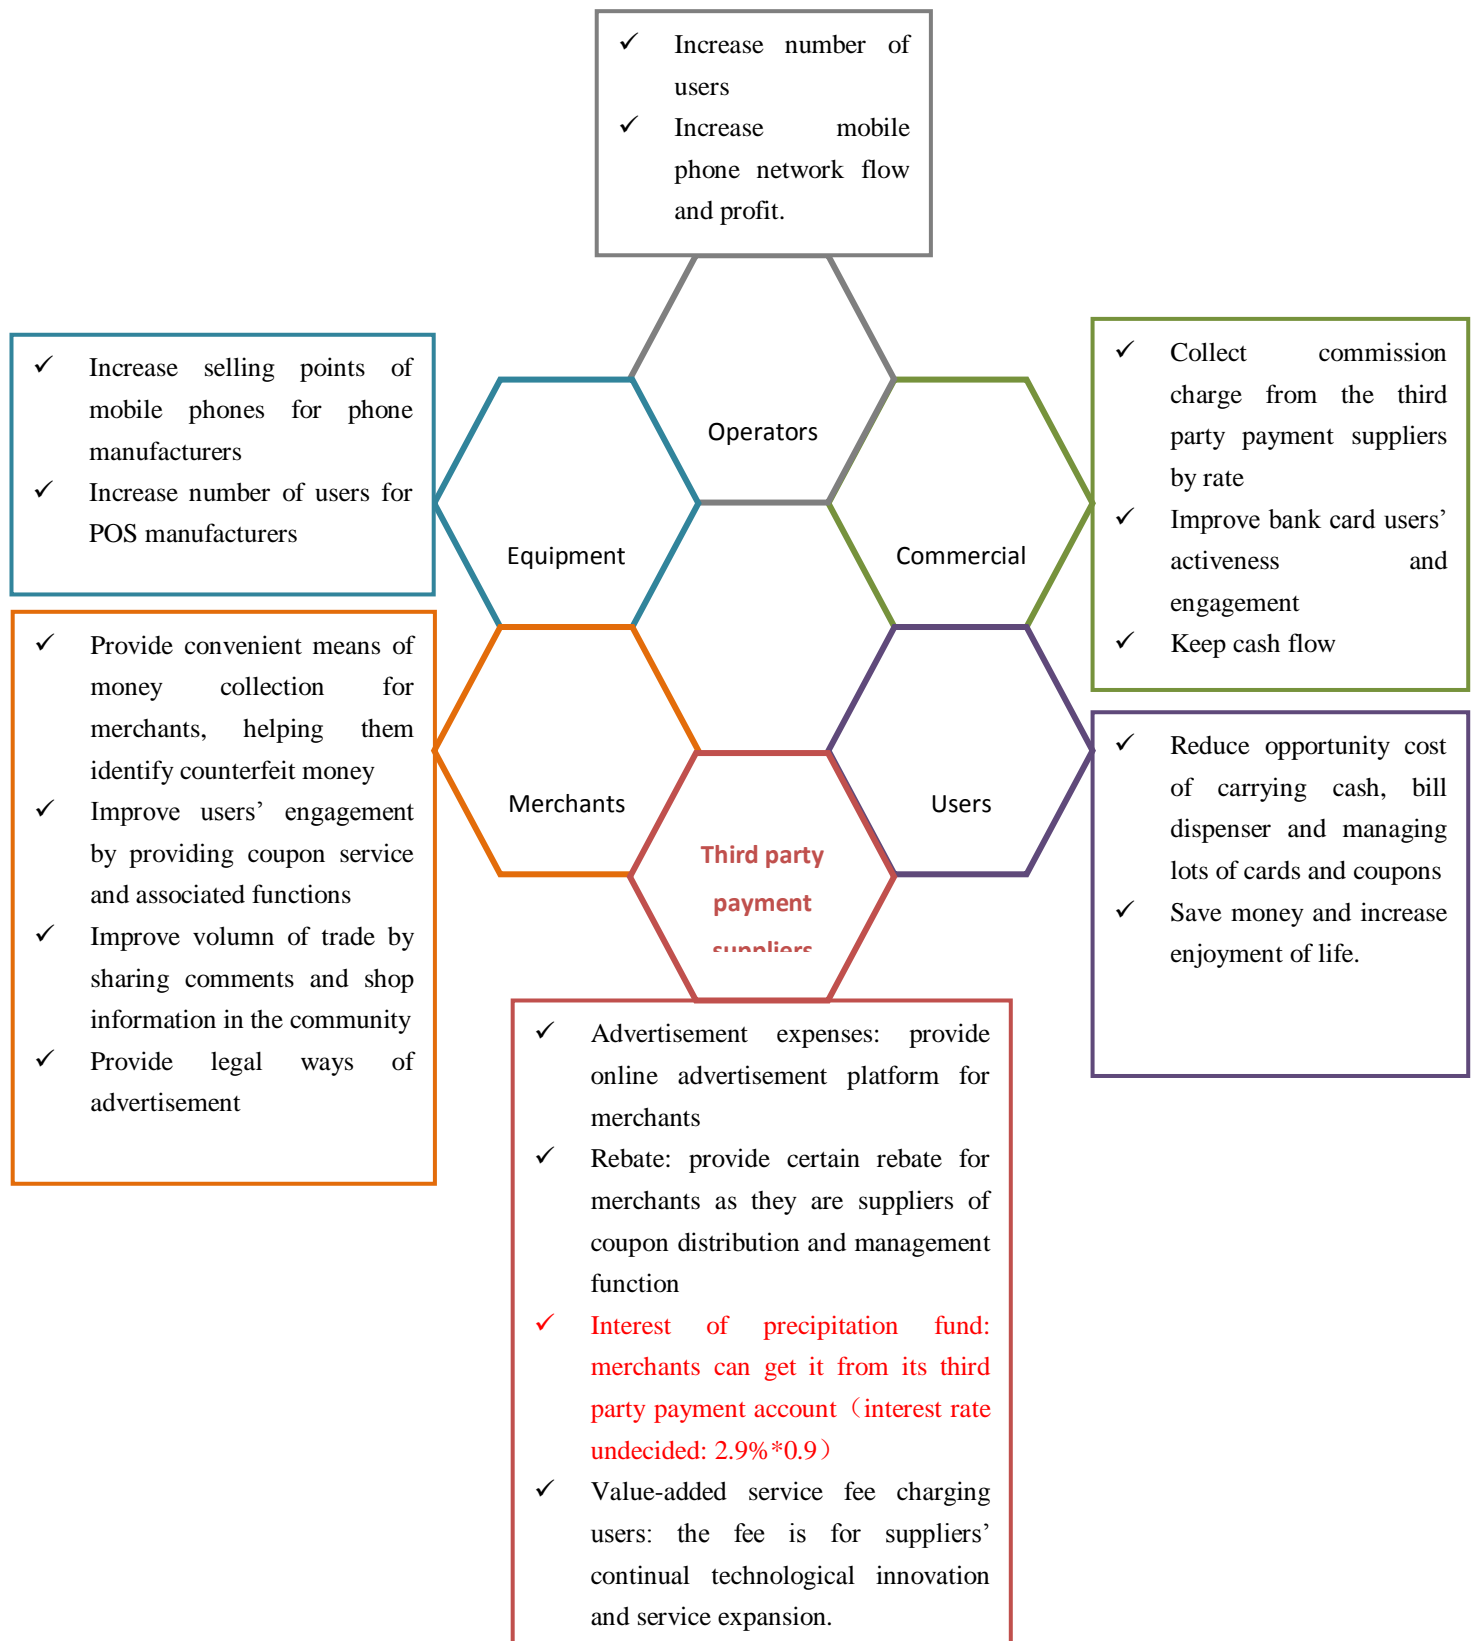 ✓ Increase number of
users
✓ Increase mobile
phone network flow
and profit.
Operators
✓ Increase selling points of
mobile phones for phone
manufacturers
✓ Increase number of users for
POS manufacturers
Equipment
✓ Collect commission
charge from the third
party payment suppliers
by rate
✓ Improve bank card users’
activeness and
engagement
✓ Keep cash flow
Commercial
✓ Provide convenient means of
money collection for
merchants, helping them
identify counterfeit money
✓ Improve users’ engagement
by providing coupon service
and associated functions
✓ Improve volumn of trade by
sharing comments and shop
information in the community
✓ Provide legal ways of
advertisement
Merchants
✓ Reduce opportunity cost
of carrying cash, bill
dispenser and managing
lots of cards and coupons
✓ Save money and increase
enjoyment of life.
Users
Third party
payment
suppliers
✓ Advertisement expenses: provide
online advertisement platform for
merchants
✓ Rebate: provide certain rebate for
merchants as they are suppliers of
coupon distribution and management
function
✓ Interest of precipitation fund:
merchants can get it from its third
party payment account（interest rate
undecided: 2.9%*0.9）
✓ Value-added service fee charging
users: the fee is for suppliers’
continual technological innovation
and service expansion.